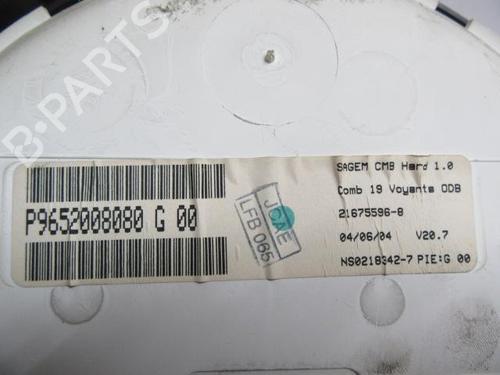 B-PARTS
P9652008080 G 00
JCAE
LFB 065
SAGEM CMB Hard 1.0
Comb 19 Voyants ODB
21675596-8
04/06/04 V20.7
NS0218342-7 PIE:G 00